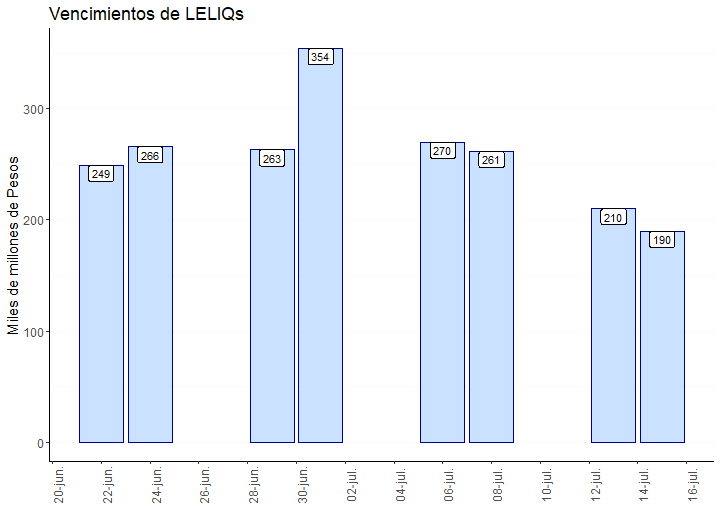 Vencimientos de LELIQs
Miles de millones de Pesos
300
200
100
0
249
266
263
354
270
261
210
190
20-jun.
22-jun.
24-jun.
26-jun.
28-jun.
30-jun.
02-jul.
04-jul.
06-jul.
08-jul.
10-jul.
12-jul.
14-jul.
16-jul.